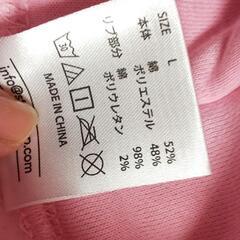 SIZE L
本体 ポリエステル 52%
綿 48%
リブ部分 綿 98%
ポリウレタン 2%
30
MADE IN CHINA